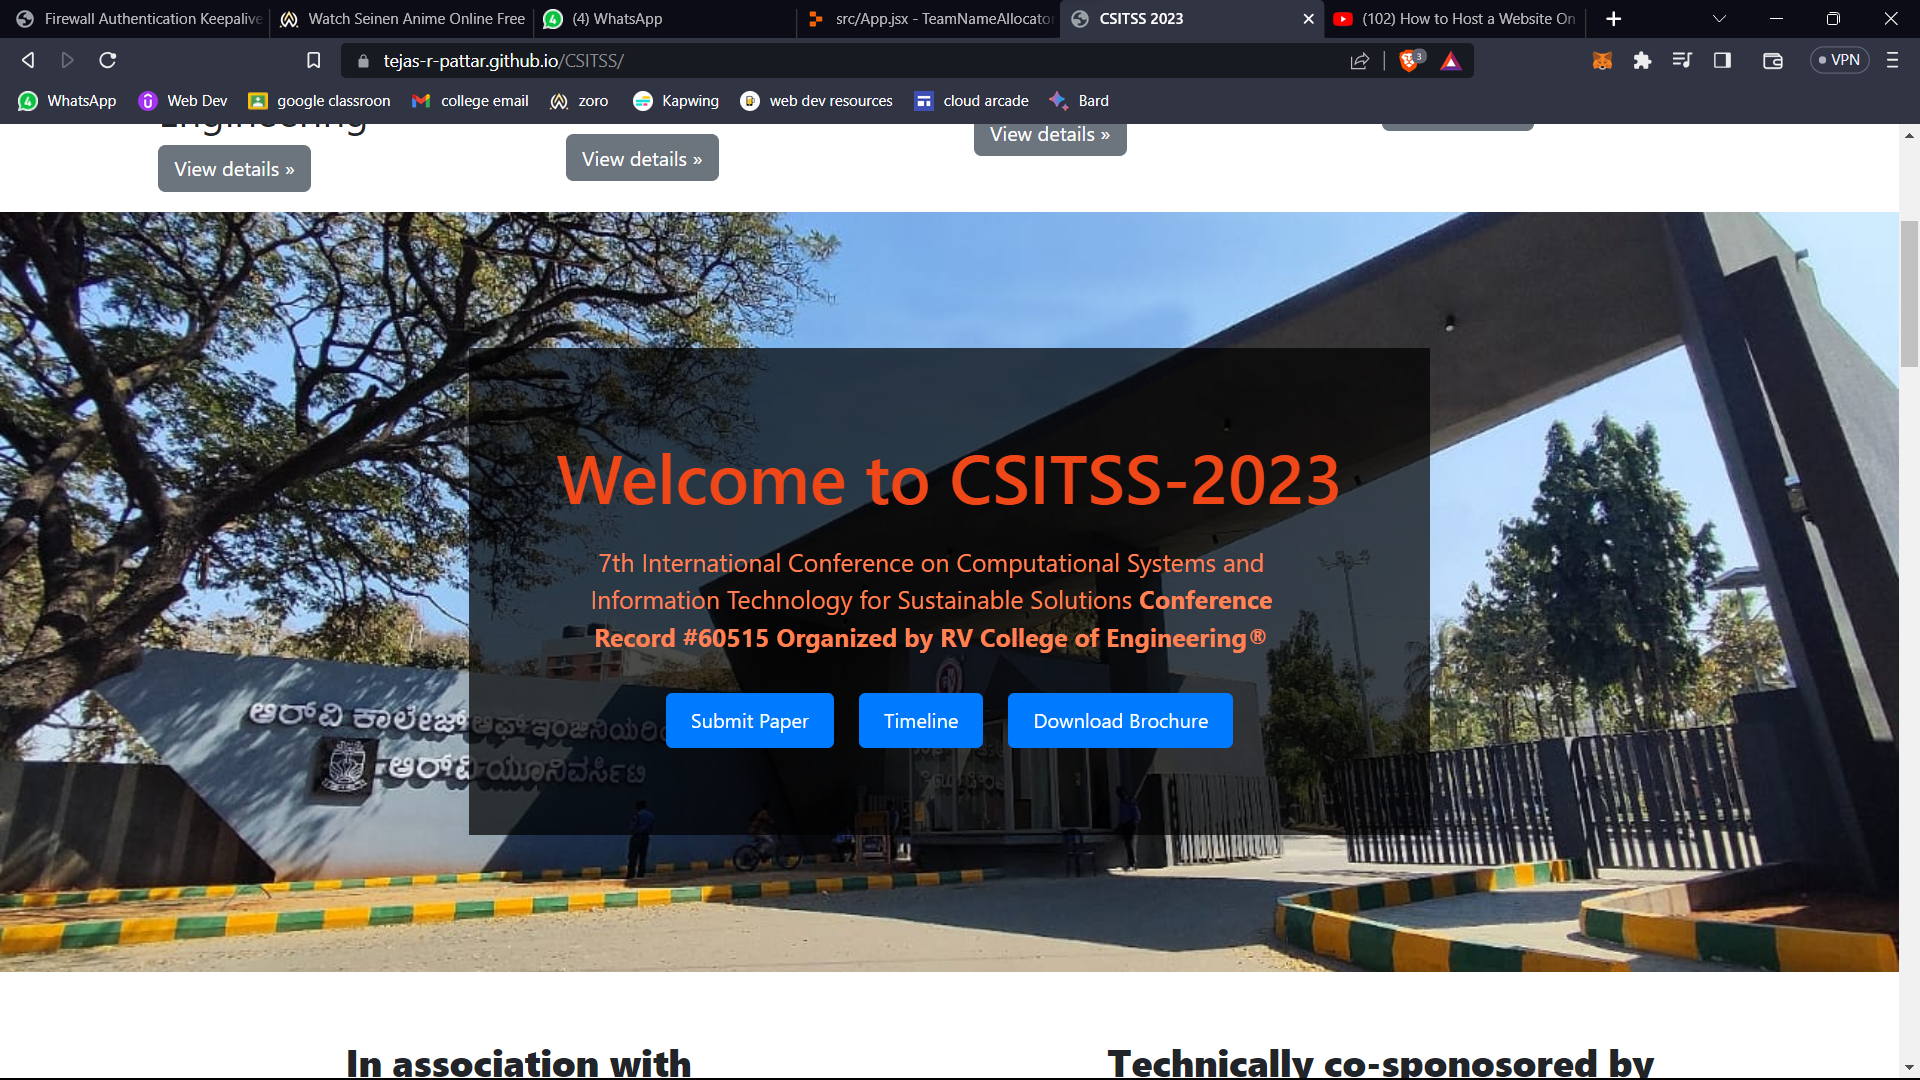 Firewall Authentication Keepalive
Watch Seinen Anime Online Free
(4) WhatsApp
src/App.jsx - TeamNameAllocator
CSITSS 2023
(102) How to Host a Website On
tejas-r-pattar.github.io/CSITSS/
3
VPN
WhatsApp
Web Dev
google classroon
college email
zoro
Kapwing
web dev resources
cloud arcade
Bard
Engineering
View details »
View details »
View details »
Welcome to CSITSS-2023
7th International Conference on Computational Systems and
Information Technology for Sustainable Solutions Conference
Record #60515 Organized by RV College of Engineering®
Submit Paper
Timeline
Download Brochure
ಆರ್‌ವಿ ಕಾಲೇಜ್ ಆಫ್ ಇಂಜಿನಿಯರಿಂ
ಆರ್‌ವಿ ಯೂನಿವರ್ಸಿಟಿ
In association with
Technically co-sponosored by